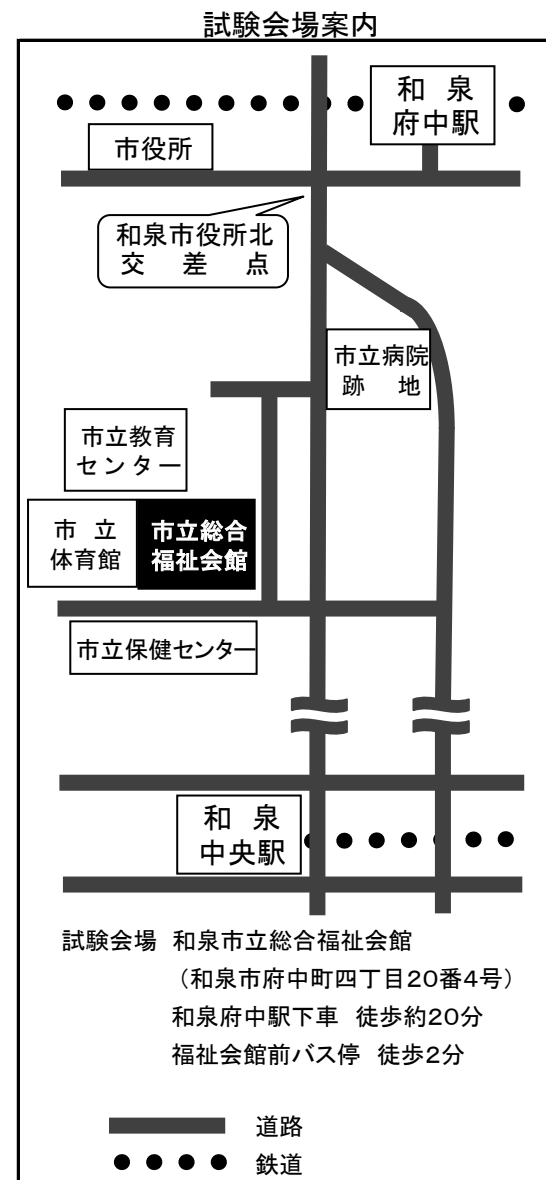 試験会場案内
和泉
府中駅
市役所
和泉市役所北
交差点
市立病院
跡地
市立教育
センター
市立
体育館
市立総合
福祉会館
市立保健センター
和泉
中央駅
試験会場 和泉市立総合福祉会館
（和泉市府中町四丁目20番4号）
和泉府中駅下車 徒歩約20分
福祉会館前バス停 徒歩2分
道路
鉄道